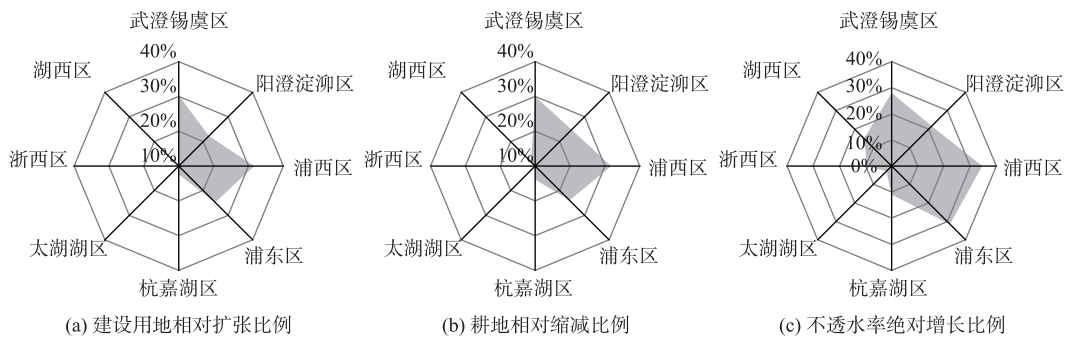 武澄锡虞区
40%
湖西区
阳澄淀泖区
30%
20%
10%
浙西区
浦西区
太湖湖区
浦东区
杭嘉湖区
(a) 建设用地相对扩张比例
武澄锡虞区
40%
湖西区
阳澄淀泖区
30%
20%
10%
浙西区
浦西区
太湖湖区
浦东区
杭嘉湖区
(b) 耕地相对缩减比例
武澄锡虞区
40%
湖西区
阳澄淀泖区
30%
20%
10%
0%
浙西区
浦西区
太湖湖区
浦东区
杭嘉湖区
(c) 不透水率绝对增长比例